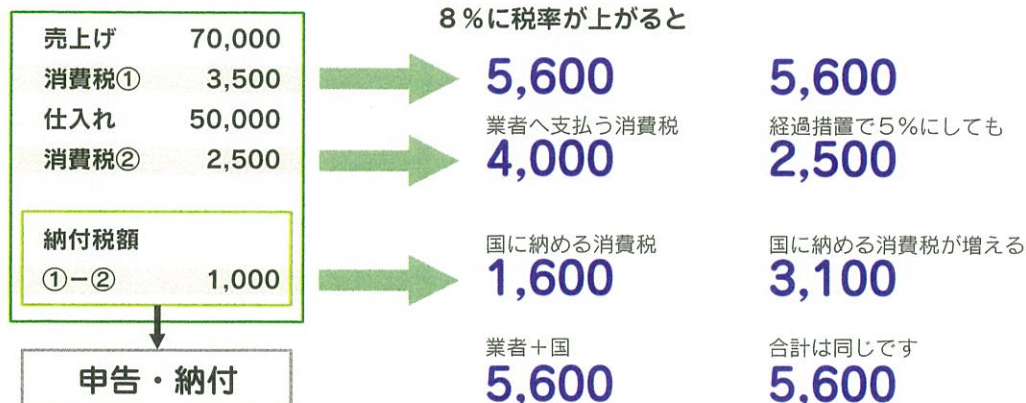 8%に税率が上がると
売上げ 70,000
消費税① 3,500
仕入れ 50,000
消費税② 2,500
納付税額
①−② 1,000
申告・納付
5,600
業者へ支払う消費税
4,000
国に納める消費税
1,600
業者+国
5,600
5,600
経過措置で5%にしても
2,500
国に納める消費税が増える
3,100
合計は同じです
5,600